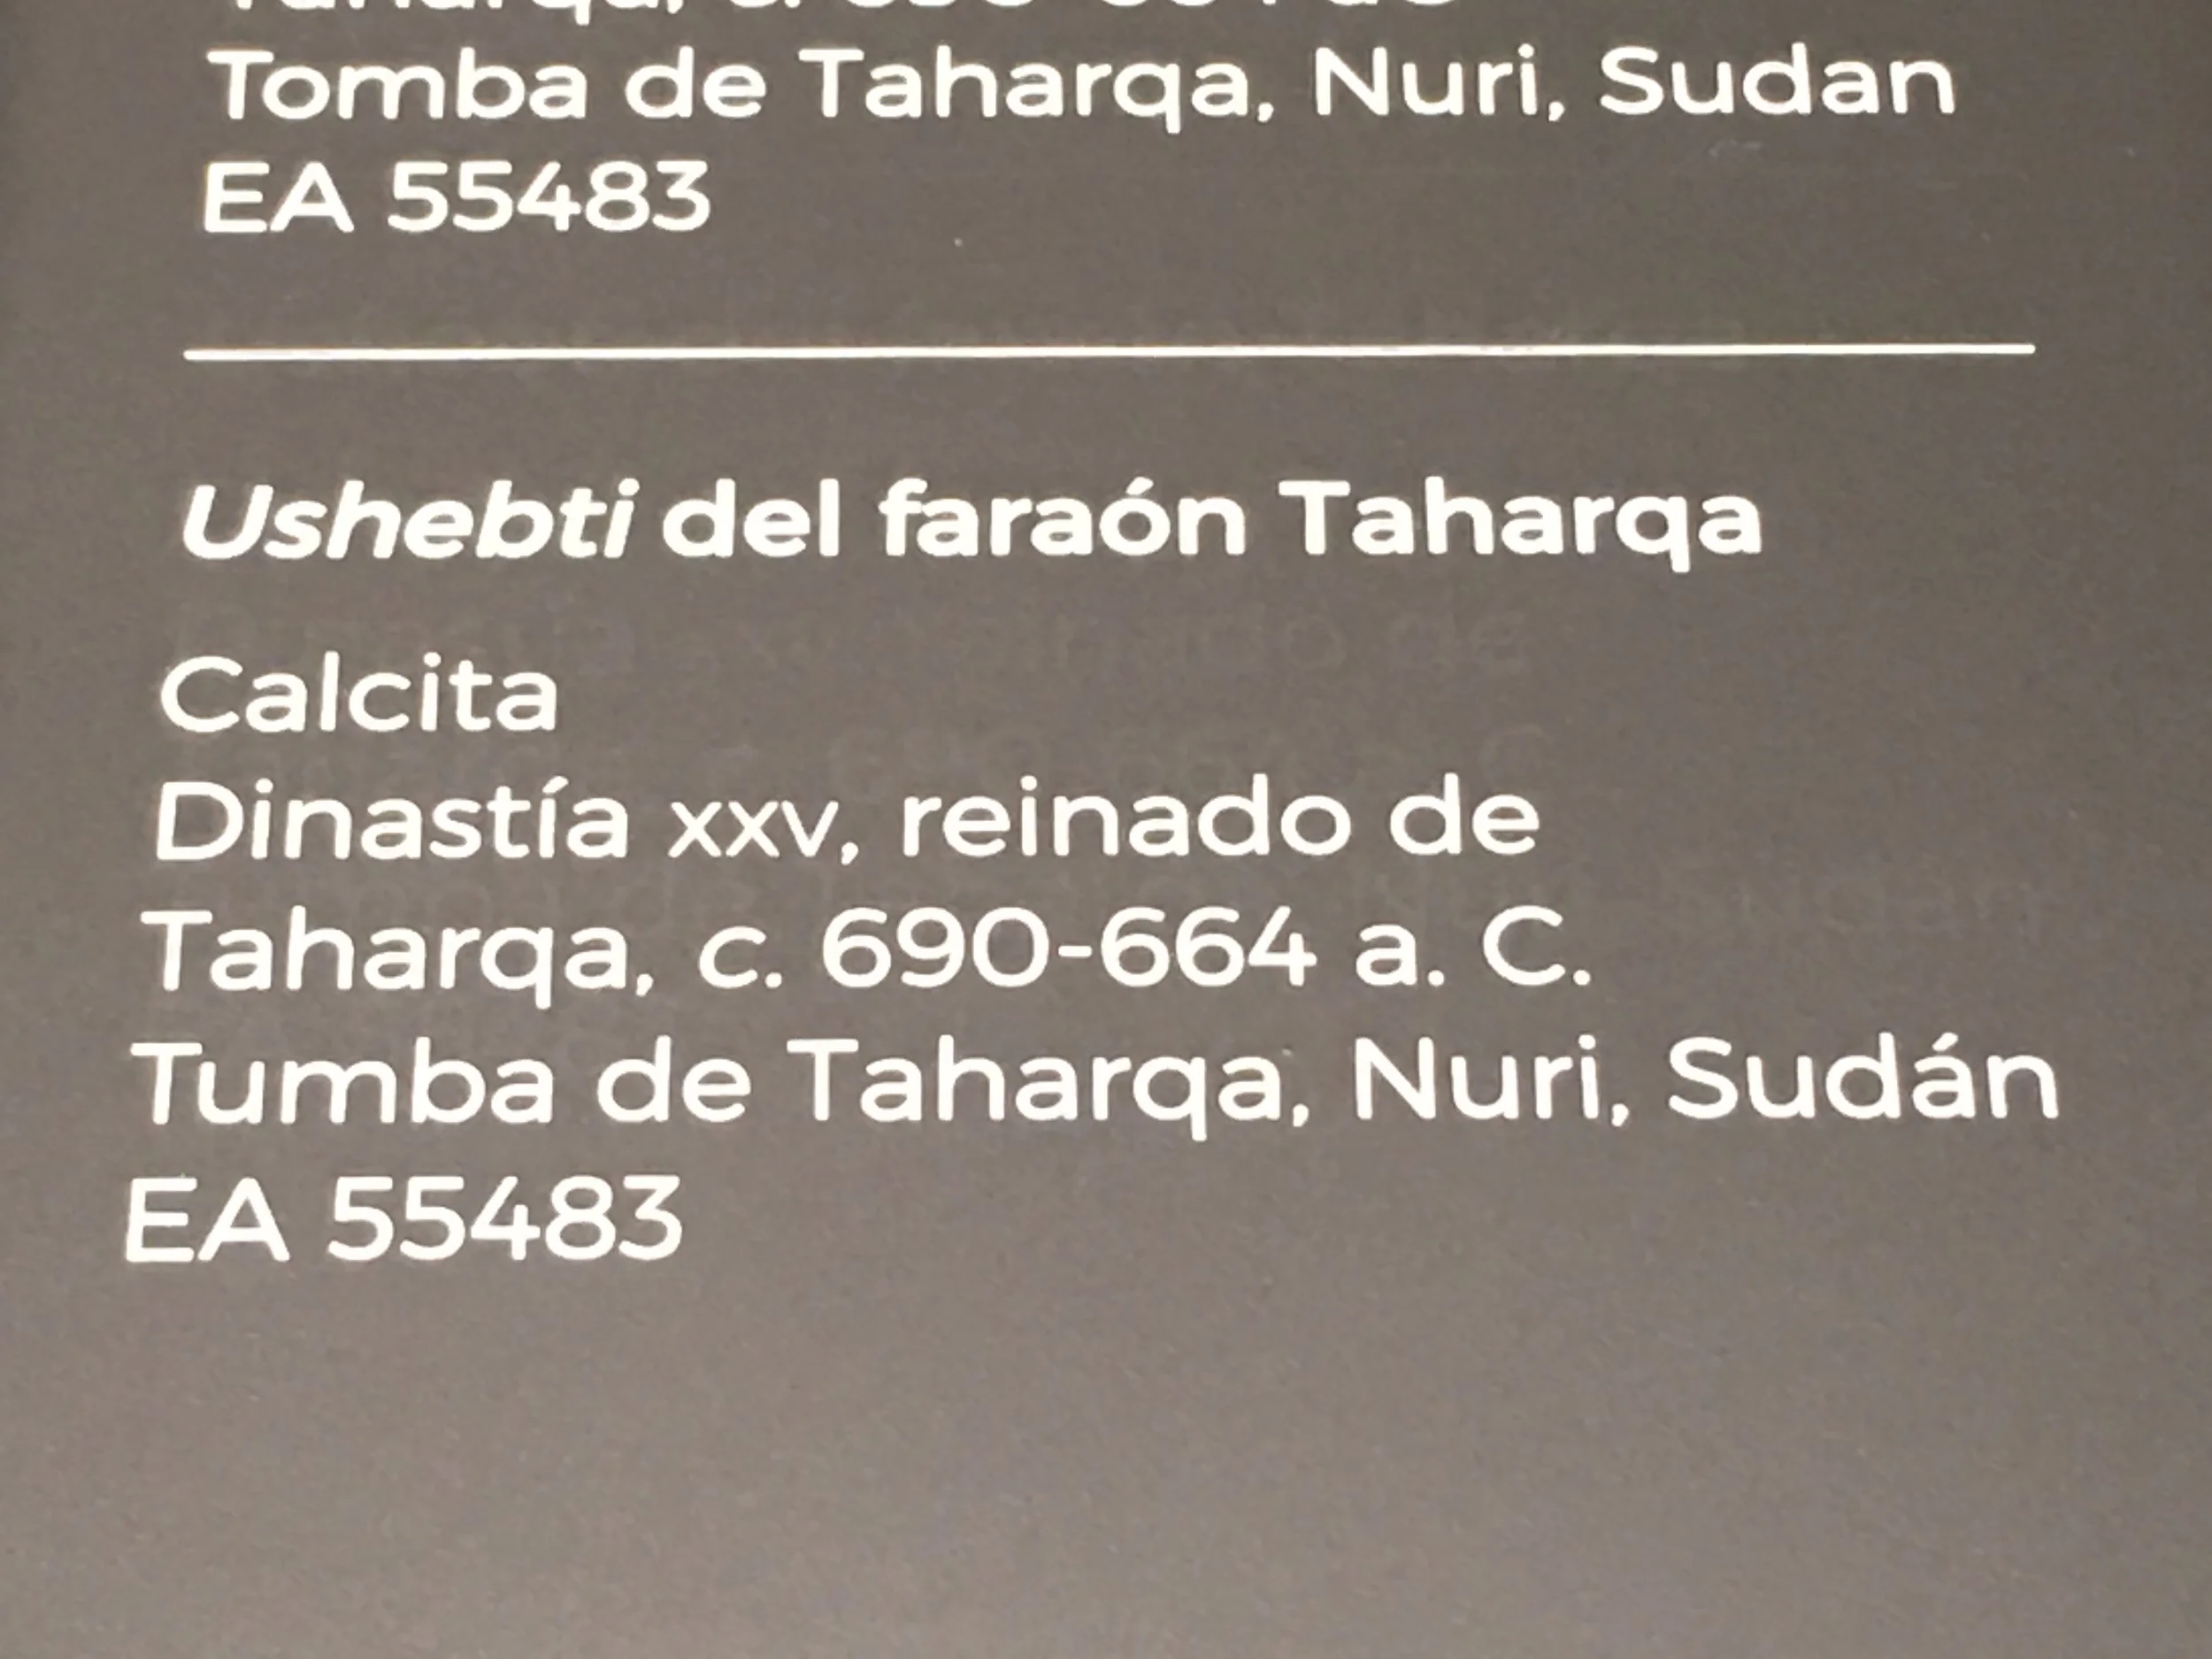 Tomba de Taharqa, Nuri, Sudan
EA 55483
Ushebti del faraón Taharqa
Calcita
Dinastía xxv, reinado de
Taharqa, c. 690-664 a. C.
Tumba de Taharqa, Nuri, Sudán
EA 55483